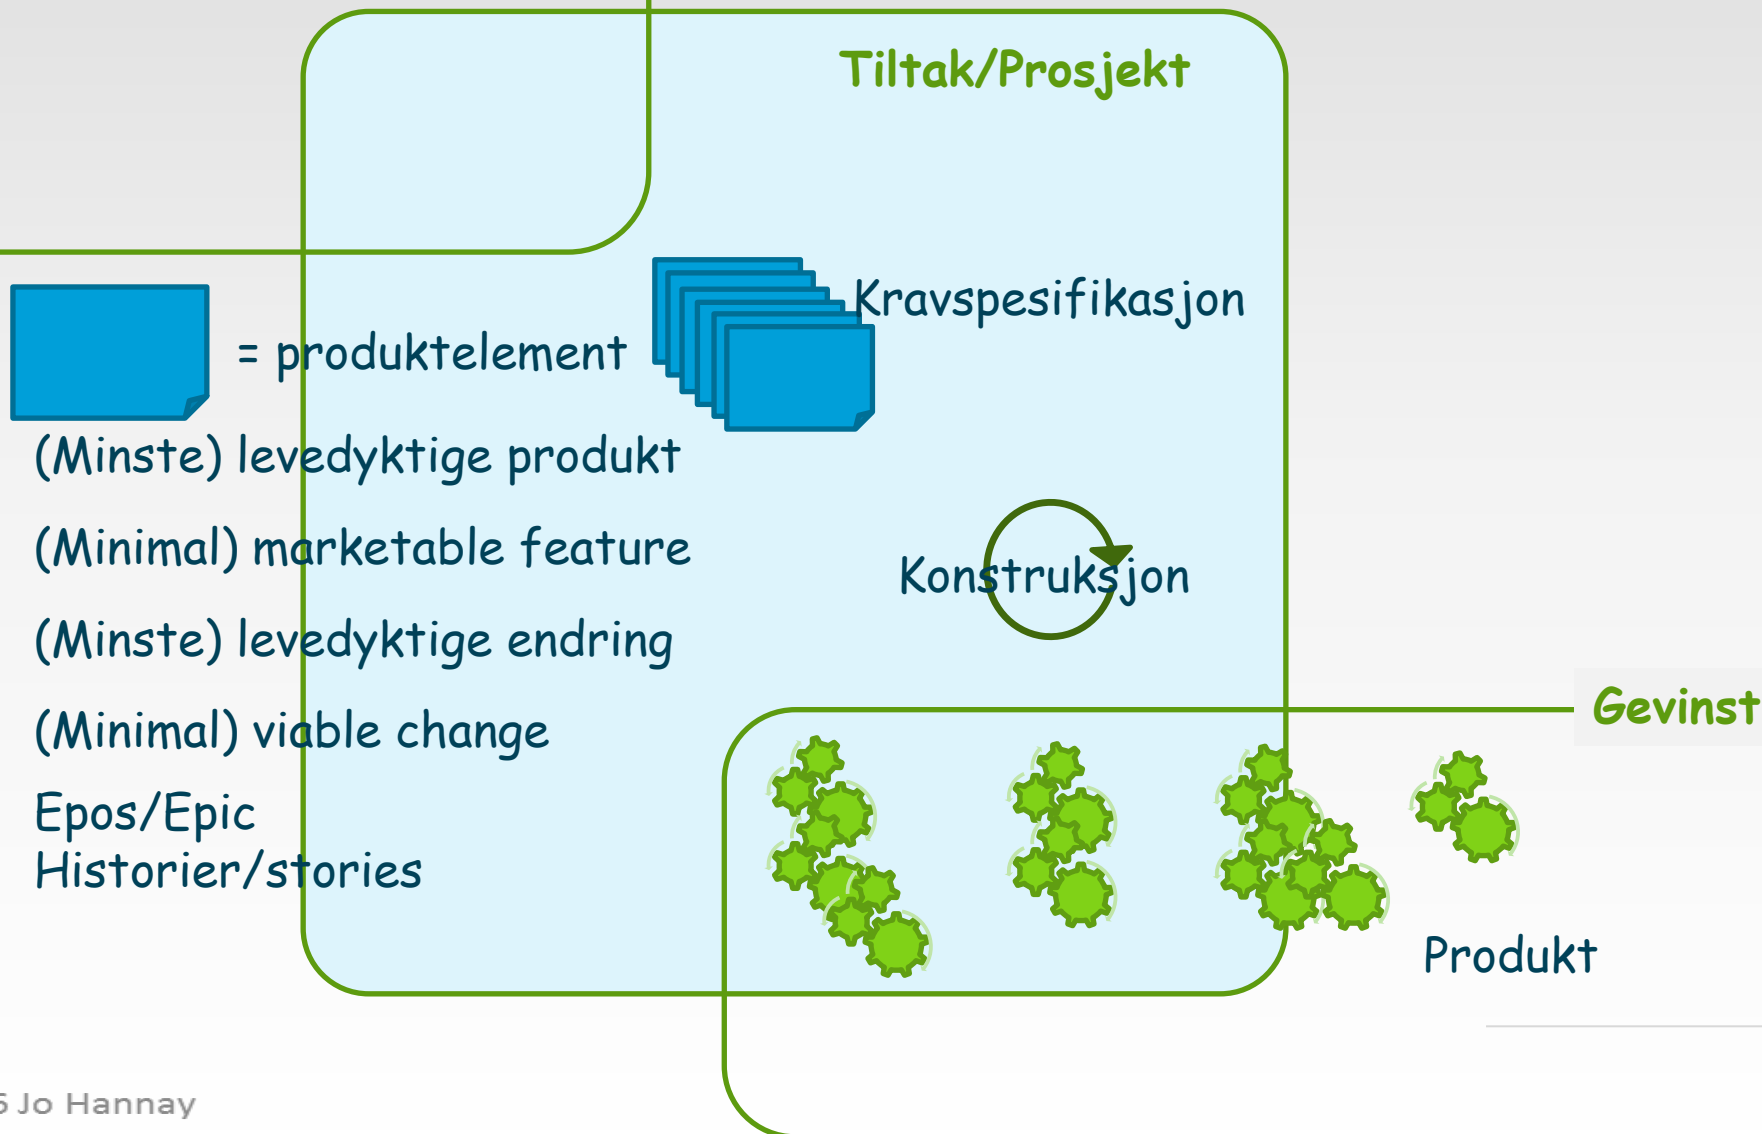 Tiltak/Prosjekt
Kravspesifikasjon
= produktelement
(Minste) levedyktige produkt
(Minimal) marketable feature
Konstruksjon
(Minste) levedyktige endring
Gevinst
(Minimal) viable change
Epos/Epic
Historier/stories
Produkt
Jo Hannay